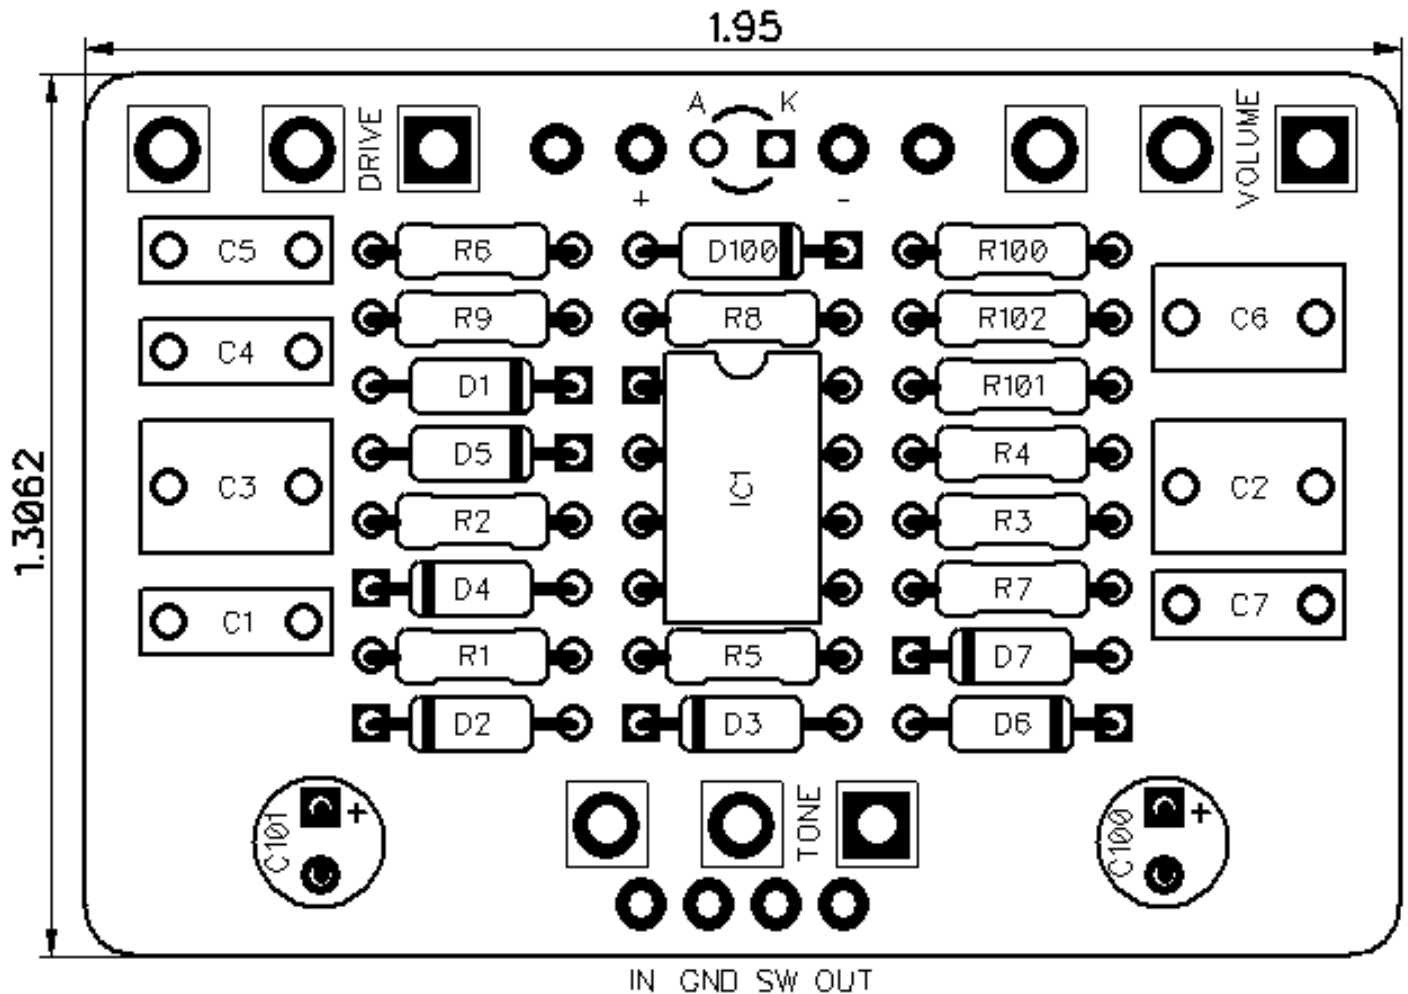 1.95
A K
DRIVE
VOLUME
+ -
C5 R6 D100 R100
R9 R8 R102 C6
C4 D1 R101
D5 R4
C3 IC1 C2
R2 R3
D4 R7 C7
C1
R1 R5 D7
D2 D3 D6
1.3062
C101 +
TONE
C100 +
IN GND SW OUT